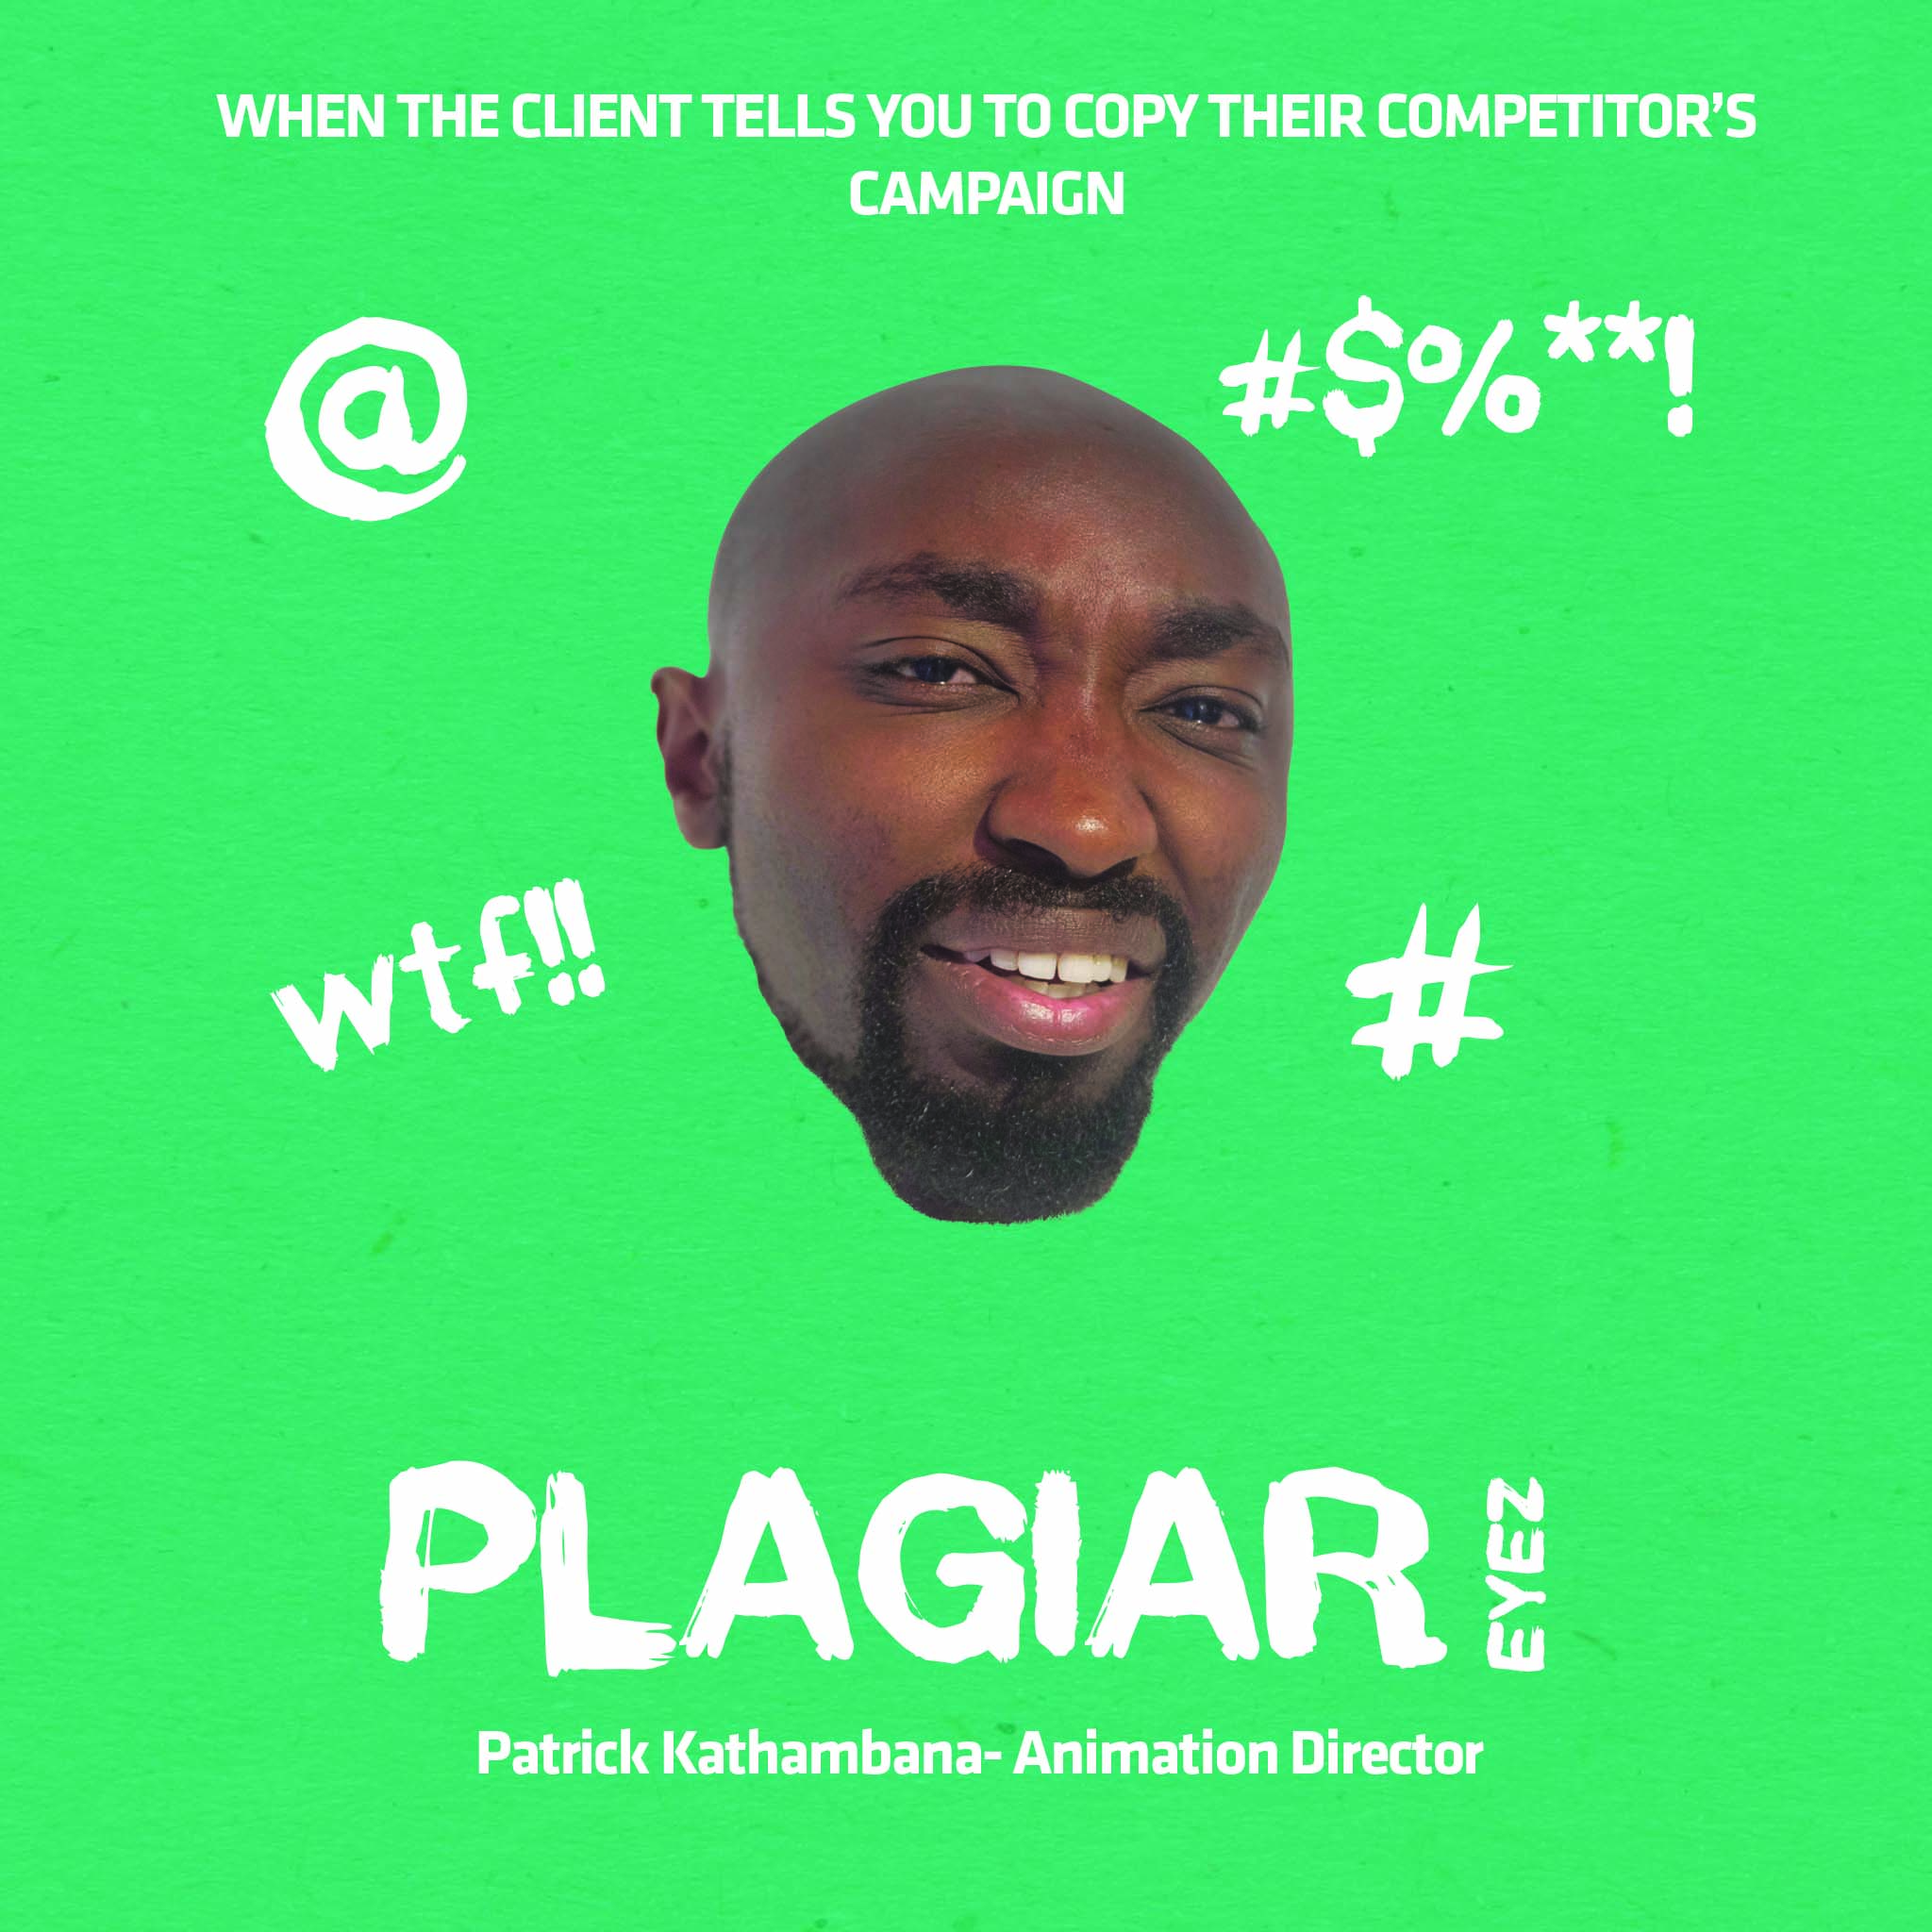 WHEN THE CLIENT TELLS YOU TO COPY THEIR COMPETITOR’S
CAMPAIGN
@
#$%**!
wtf!!
#
PLAGIAR
EYEZ
Patrick Kathambana- Animation Director